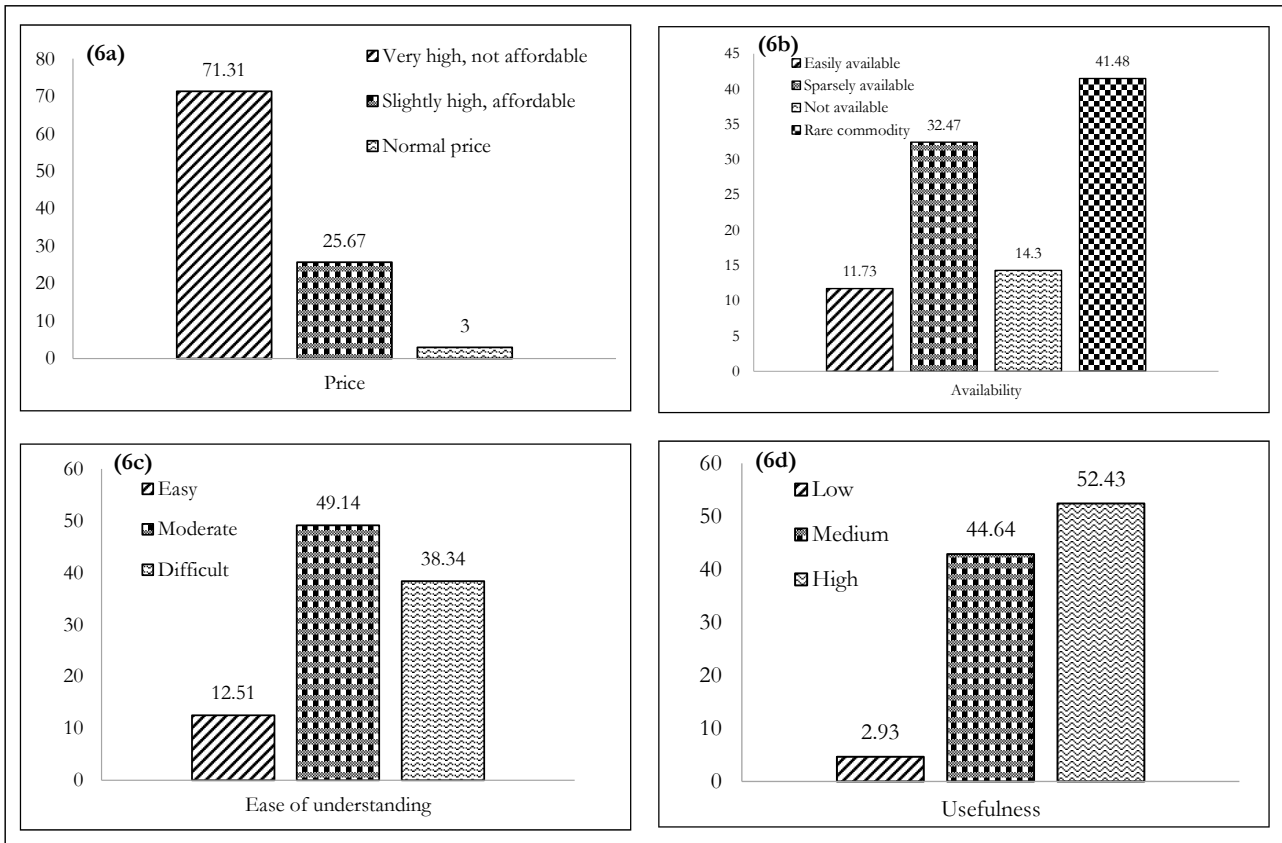 (6a)
Very high, not affordable
Slightly high, affordable
Normal price
80
70
60
50
40
30
20
10
0
71.31
25.67
3
Price
(6b)
Easily available
Sparsely available
Not available
Rare commodity
45
40
35
30
25
20
15
10
5
0
11.73
32.47
14.3
41.48
Availability
(6c)
Easy
Moderate
Difficult
60
50
40
30
20
10
0
12.51
49.14
38.34
Ease of understanding
(6d)
Low
Medium
High
60
50
40
30
20
10
0
2.93
44.64
52.43
Usefulness